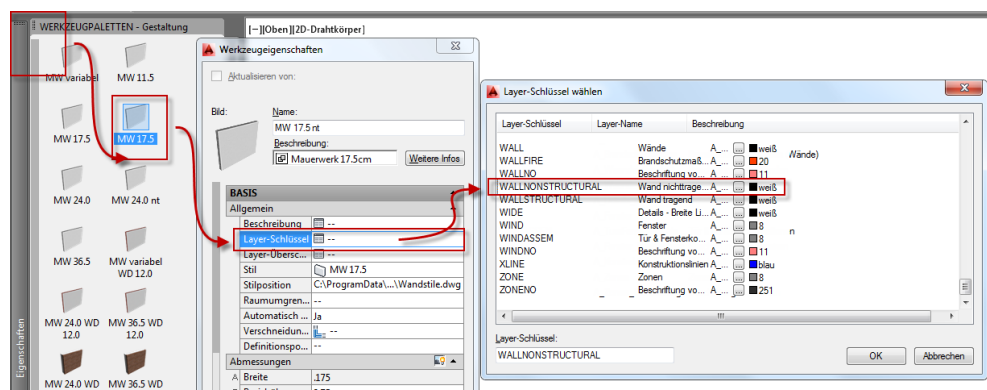 WERKZEUGPALETTEN - Gestaltung
MW variabel
MW 11.5
MW 17.5
MW 17.5
MW 24.0
MW 24.0 nt
MW 36.5
MW variabel WD 12.0
MW 24.0 WD 12.0
MW 36.5 WD 12.0
MW 24.0 WD
MW 36.5 WD
Eigenschaften
[−][Oben][2D-Drahtkörper]
Werkzeugeigenschaften
Aktualisieren von:
Bild:
Name:
MW 17.5 nt
Beschreibung:
Mauerwerk 17.5cm
Weitere Infos
BASIS
Allgemein
Beschreibung --
Layer-Schlüssel --
Layer-Übersc... --
Stil MW 17.5
Stilposition C:\ProgramData\...\Wandstile.dwg
Raumumgren... --
Automatisch ... Ja
Verschneidun... --
Definitionspo... --
Abmessungen
A Breite .175
Layer-Schlüssel wählen
Layer-Schlüssel Layer-Name Beschreibung
WALL Wände A_... ... weiß
Wände)
WALLFIRE Brandschutzmaß... A_... ... 20
WALLNO Beschriftung vo... A_... ... 11
WALLNONSTRUCTURAL Wand nichttrage... A_... ... weiß
WALLSTRUCTURAL Wand tragend A_... ... weiß
WIDE Details - Breite Li... A_... ... weiß
WIND Fenster A_... ... 8
n
WINDASSEM Tür & Fensterko... A_... ... 8
WINDNO Beschriftung vo... A_... ... 11
XLINE Konstruktionslinien A_... ... blau
ZONE Zonen A_... ... 8
ZONENO Beschriftung vo... A_... ... 251
Layer-Schlüssel:
WALLNONSTRUCTURAL
OK
Abbrechen